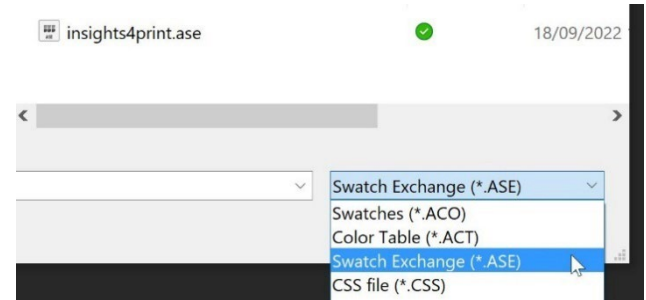 insights4print.ase 18/09/2022
Swatch Exchange (*.ASE)
Swatches (*.ACO)
Color Table (*.ACT)
Swatch Exchange (*.ASE)
CSS file (*.CSS)